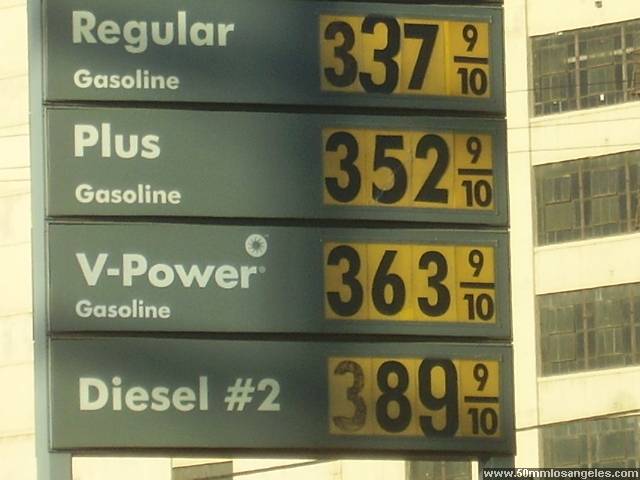 Regular 337 9/10
Gasoline
Plus 352 9/10
Gasoline
V-Power 363 9/10
Gasoline
Diesel #2 389 9/10
www.50mmlosangeles.com